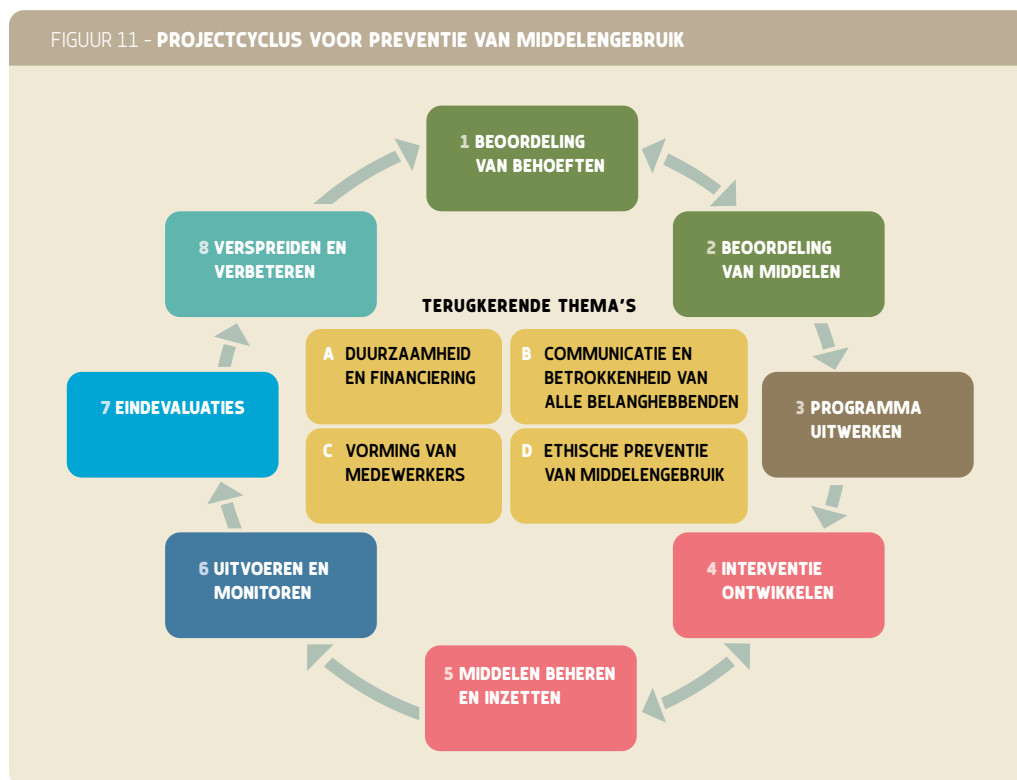 FIGUUR 11 - PROJECTCYCLUS VOOR PREVENTIE VAN MIDDELENGEBRUIK
1 BEOORDELING
VAN BEHOEFTEN
2 BEOORDELING
VAN MIDDELEN
3 PROGRAMMA
UITWERKEN
4 INTERVENTIE
ONTWIKKELEN
5 MIDDELEN BEHEREN
EN INZETTEN
6 UITVOEREN EN
MONITOREN
7 EINDEVALUATIES
8 VERSPREIDEN EN
VERBETEREN
TERUGKERENDE THEMA'S
A DUURZAAMHEID
EN FINANCIERING
B COMMUNICATIE EN
BETROKKENHEID VAN
ALLE BELANGHEBBENDEN
C VORMING VAN
MEDEWERKERS
D ETHISCHE PREVENTIE
VAN MIDDELENGEBRUIK